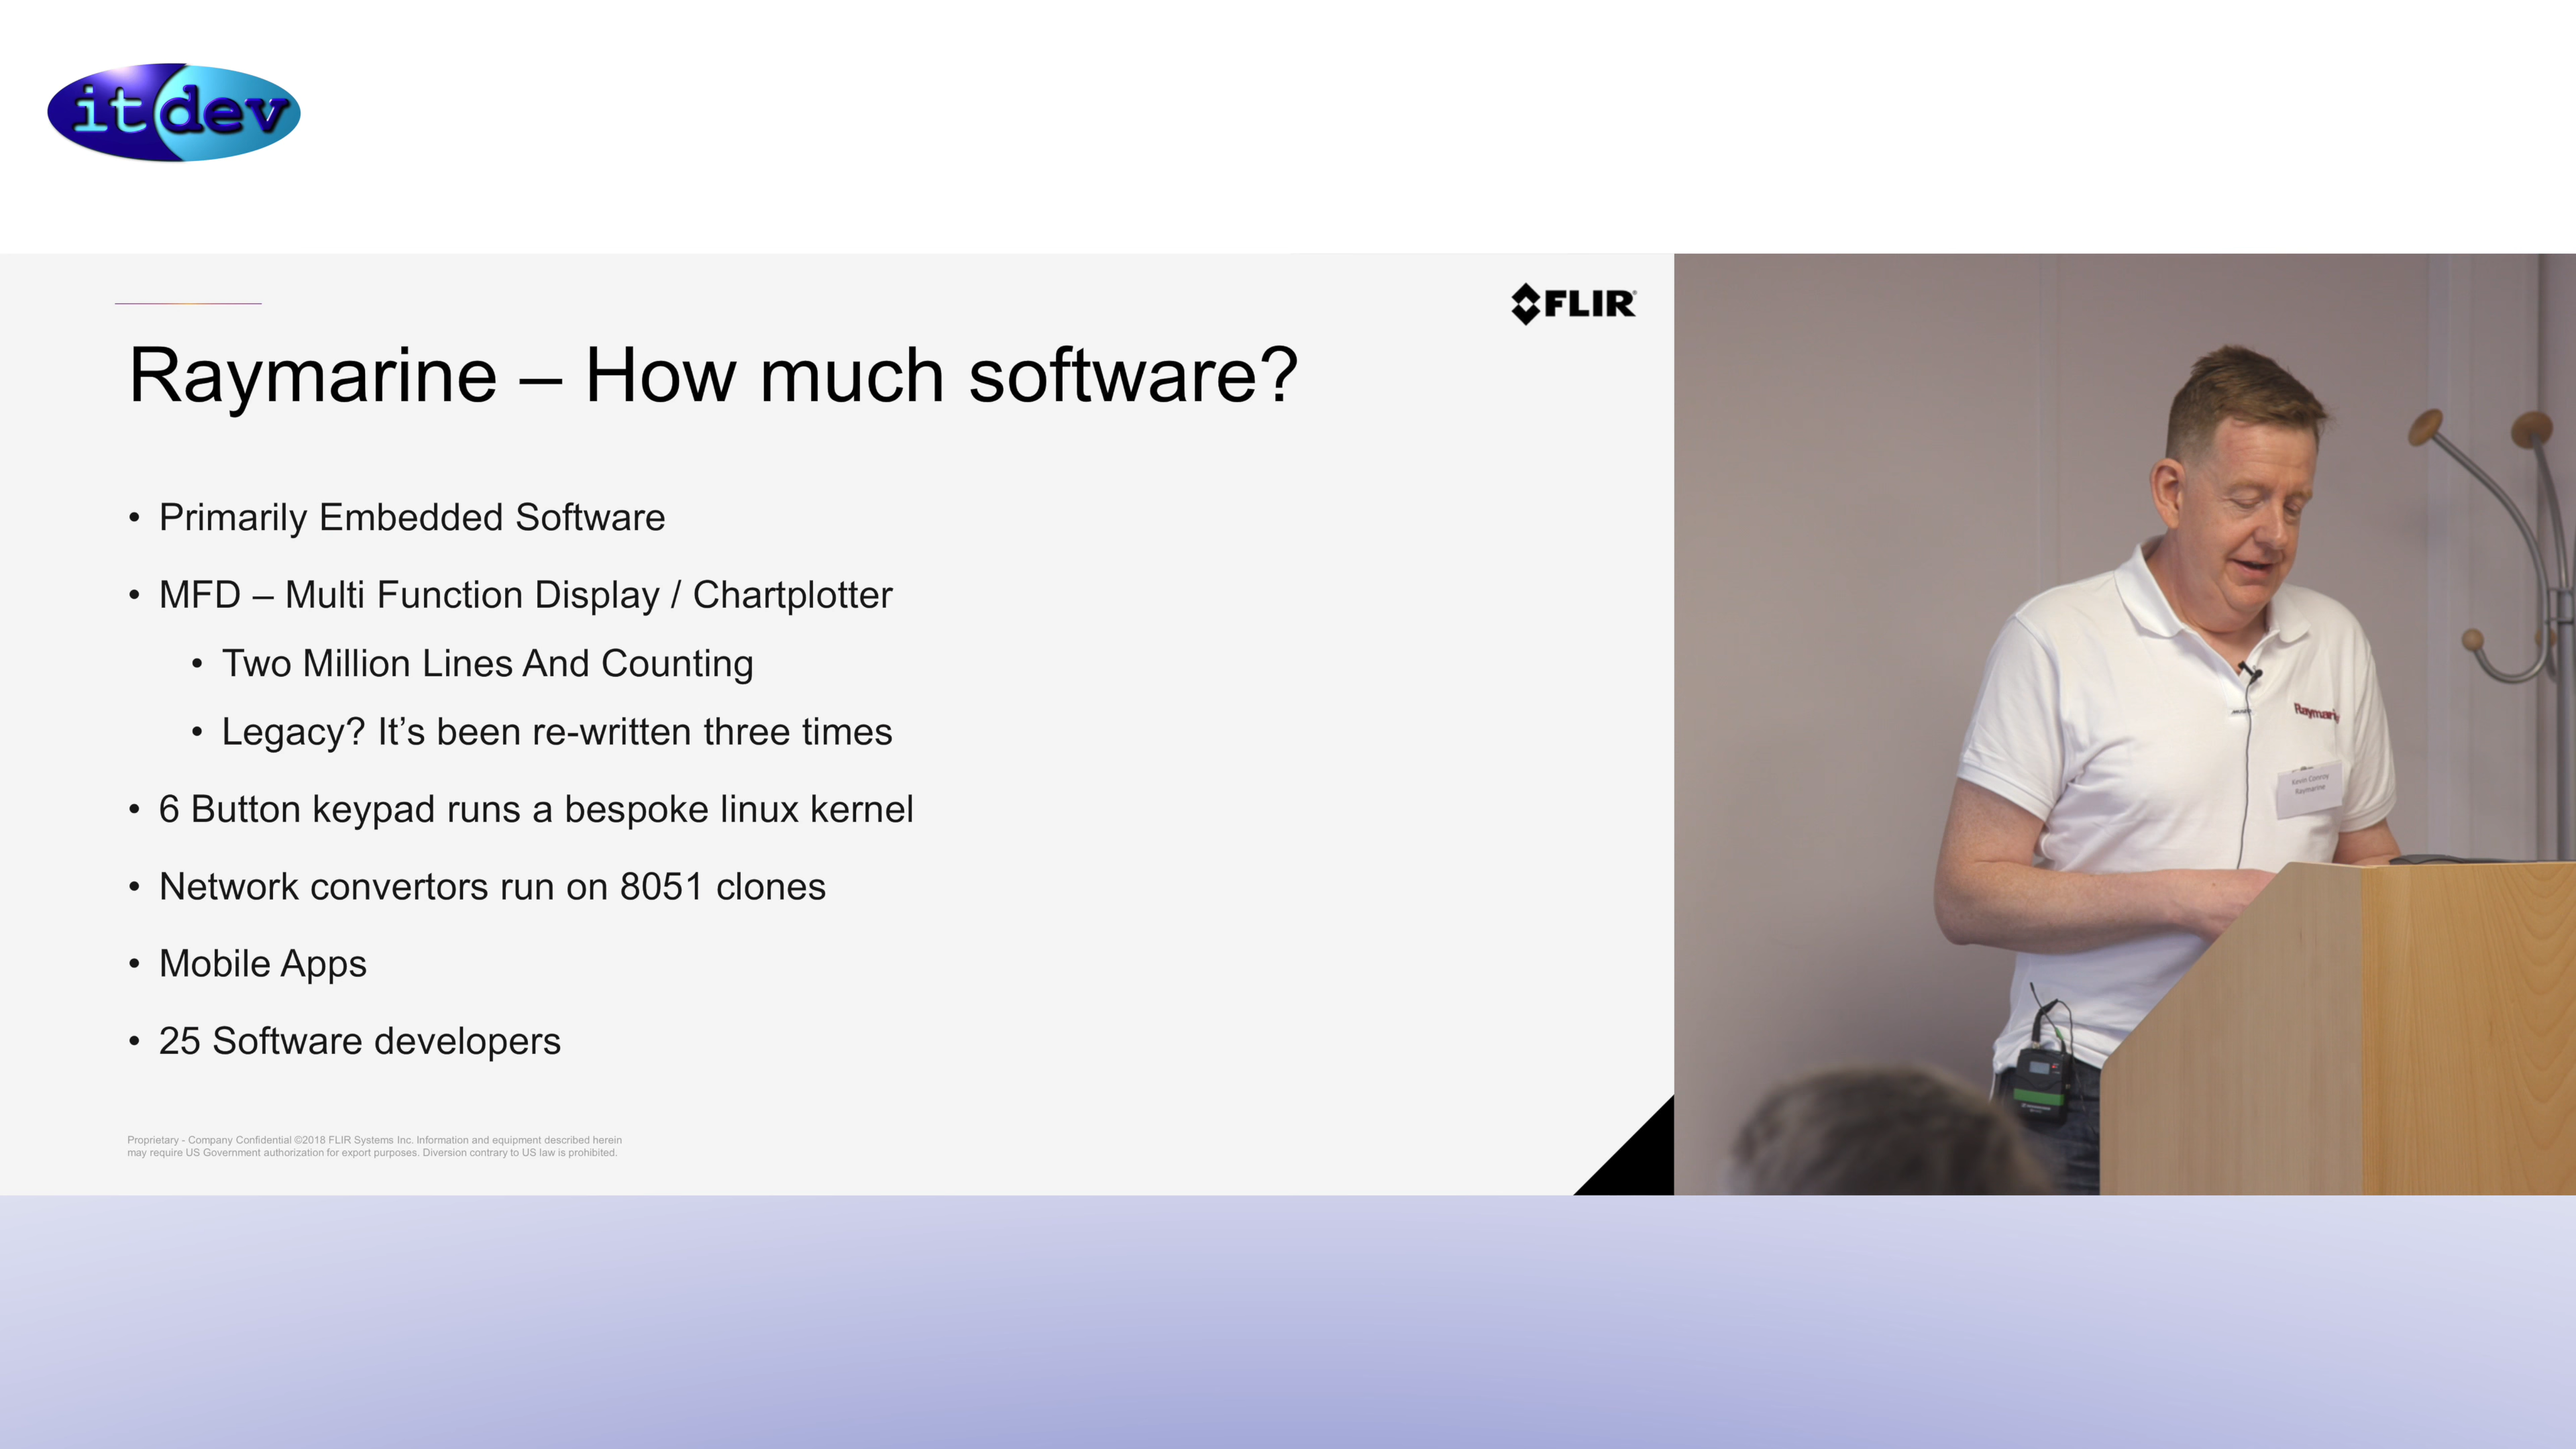 itdev
FLIR
Raymarine – How much software?
• Primarily Embedded Software
• MFD – Multi Function Display / Chartplotter
• Two Million Lines And Counting
• Legacy? It’s been re-written three times
• 6 Button keypad runs a bespoke linux kernel
• Network convertors run on 8051 clones
• Mobile Apps
• 25 Software developers
Proprietary - Company Confidential ©2018 FLIR Systems Inc. Information and equipment described herein
may require US Government authorization for export purposes. Diversion contrary to US law is prohibited.
Raymari
Kevin Conroy
Raymarine